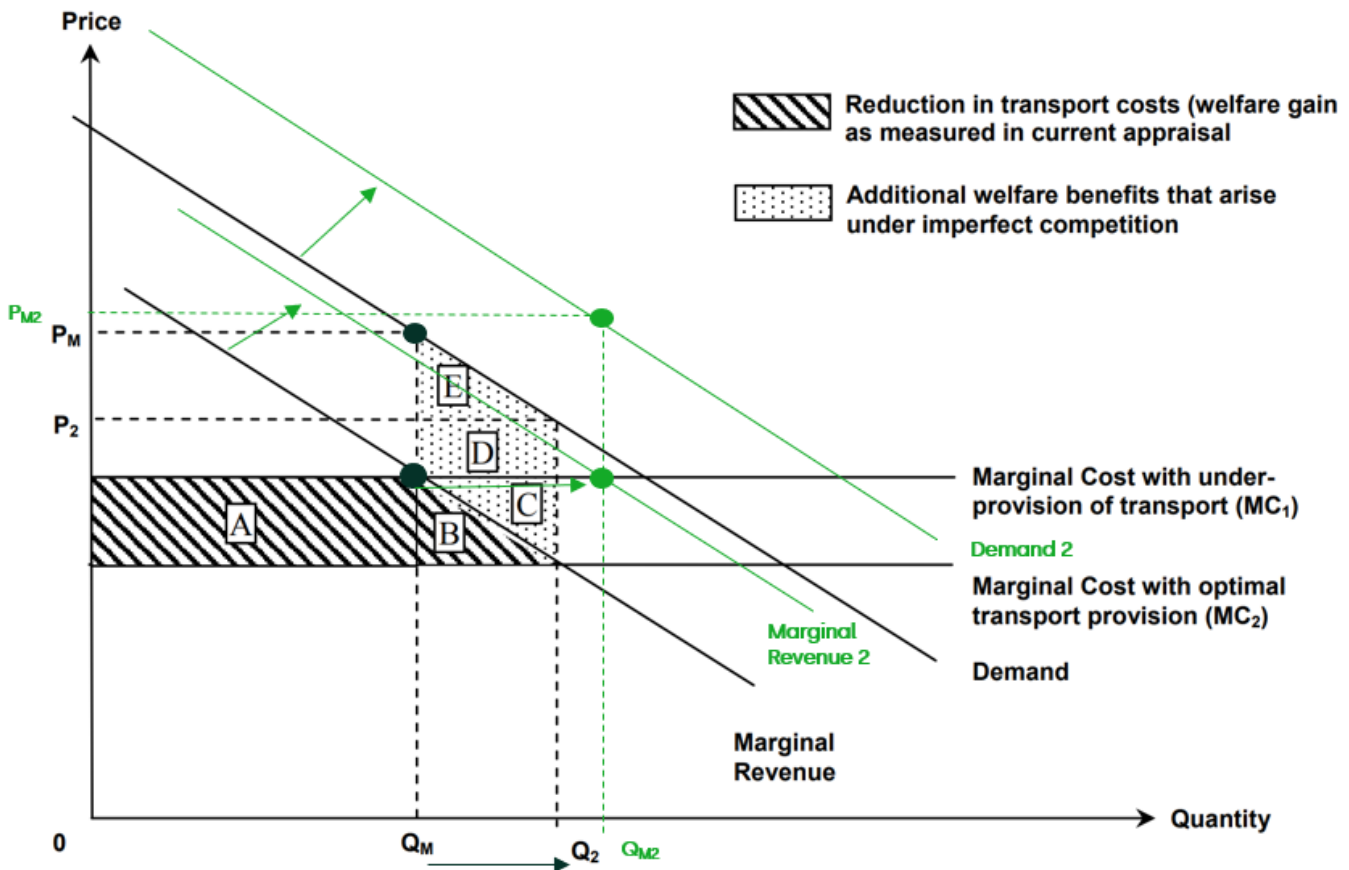 Price
Reduction in transport costs (welfare gain
as measured in current appraisal
Additional welfare benefits that arise
under imperfect competition
PM2
PM
E
P2
D
Marginal Cost with under-
provision of transport (MC1)
A
C
B
Demand 2
Marginal Cost with optimal
transport provision (MC2)
Marginal
Revenue 2
Demand
Marginal
Revenue
Quantity
0
QM
Q2
QM2